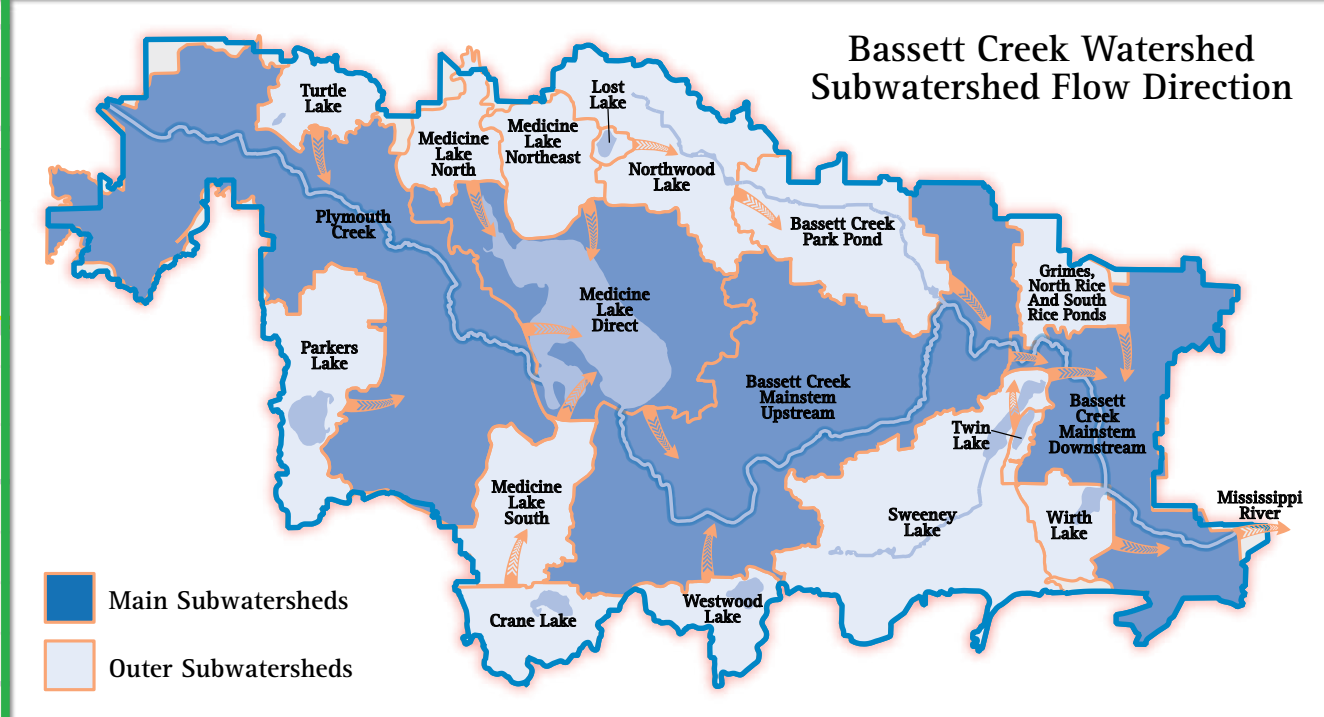 Bassett Creek Watershed
Subwatershed Flow Direction
Turtle
Lake
Lost
Lake
Medicine
Lake
North
Medicine
Lake
Northeast
Northwood
Lake
Plymouth
Creek
Bassett Creek
Park Pond
Grimes,
North Rice
And South
Rice Ponds
Medicine
Lake
Direct
Parkers
Lake
Bassett Creek
Mainstem
Upstream
Bassett
Creek
Mainstem
Downstream
Twin
Lake
Medicine
Lake
South
Sweeney
Lake
Wirth
Lake
Mississippi
River
Crane Lake
Westwood
Lake
Main Subwatersheds
Outer Subwatersheds